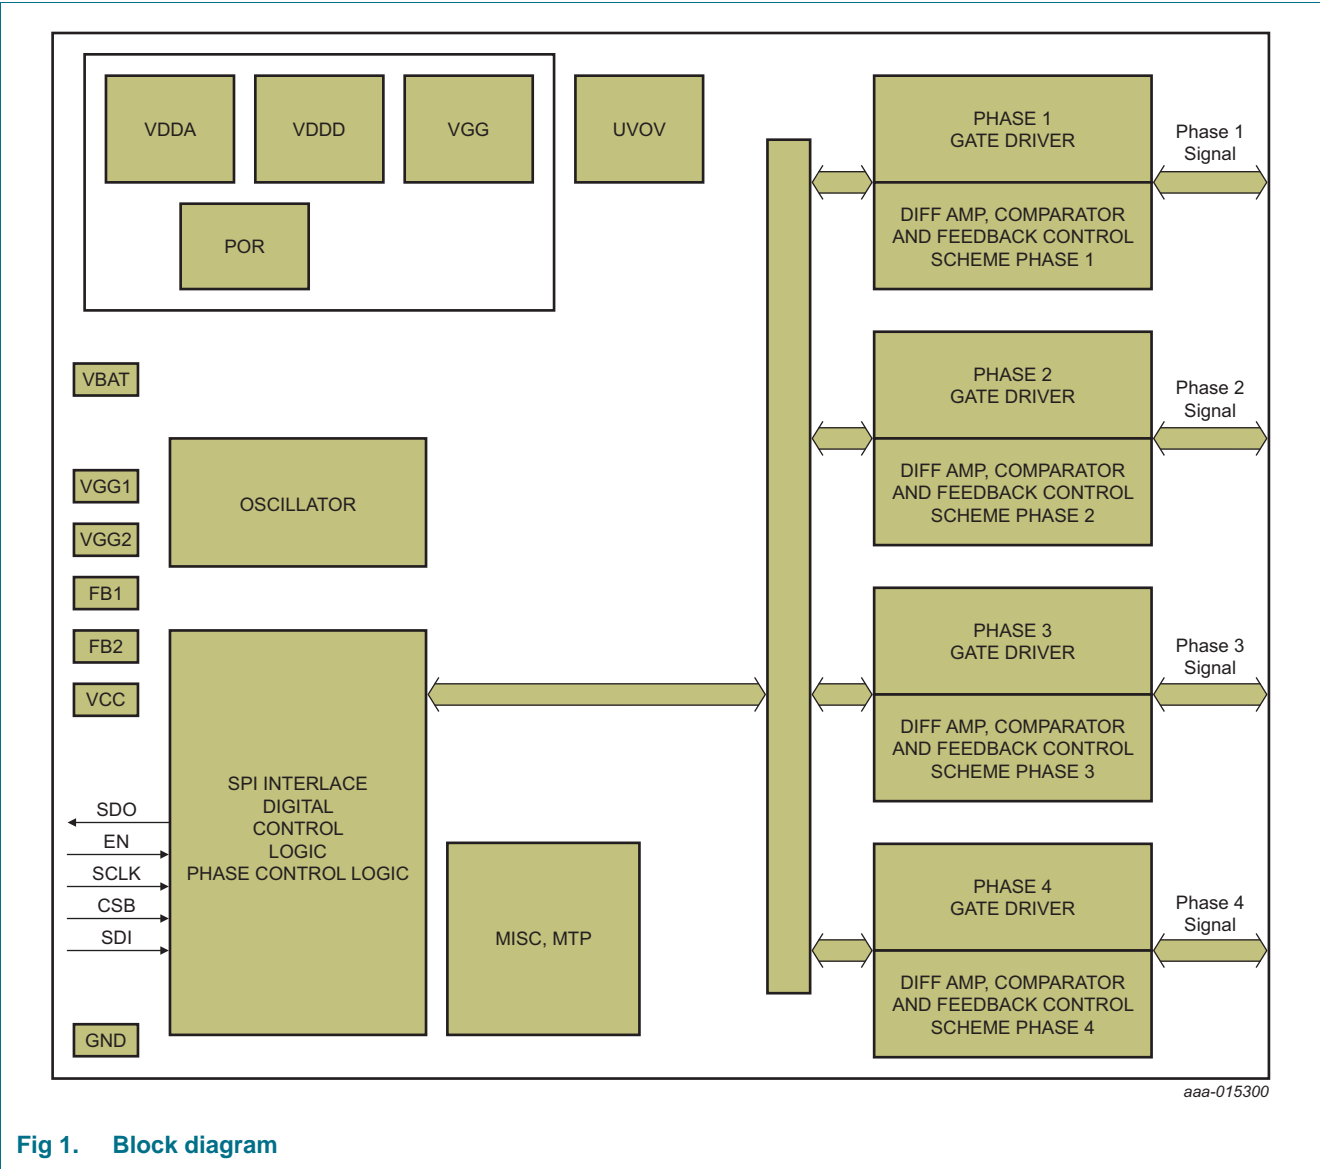 VDDA
VDDD
VGG
UVOV
POR
VBAT
VGG1
VGG2
FB1
FB2
VCC
OSCILLATOR
SPI INTERLACE
DIGITAL
CONTROL
LOGIC
PHASE CONTROL LOGIC
SDO
EN
SCLK
CSB
SDI
GND
MISC, MTP
PHASE 1
GATE DRIVER
DIFF AMP, COMPARATOR
AND FEEDBACK CONTROL
SCHEME PHASE 1
Phase 1
Signal
PHASE 2
GATE DRIVER
DIFF AMP, COMPARATOR
AND FEEDBACK CONTROL
SCHEME PHASE 2
Phase 2
Signal
PHASE 3
GATE DRIVER
DIFF AMP, COMPARATOR
AND FEEDBACK CONTROL
SCHEME PHASE 3
Phase 3
Signal
PHASE 4
GATE DRIVER
DIFF AMP, COMPARATOR
AND FEEDBACK CONTROL
SCHEME PHASE 4
Phase 4
Signal
aaa-015300
Fig 1. Block diagram